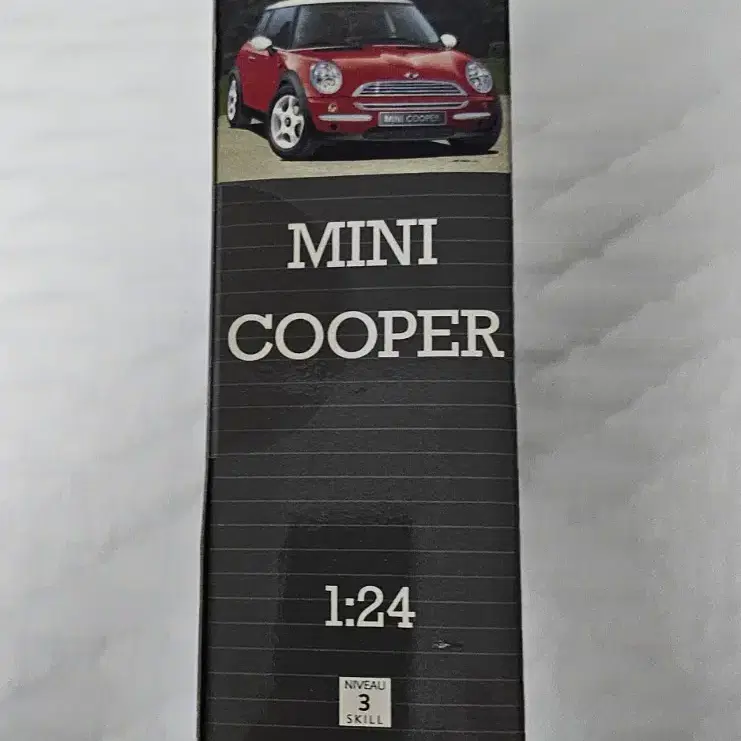 MINI COOPER
MINI
COOPER
1:24
NIVEAU
3
SKILL